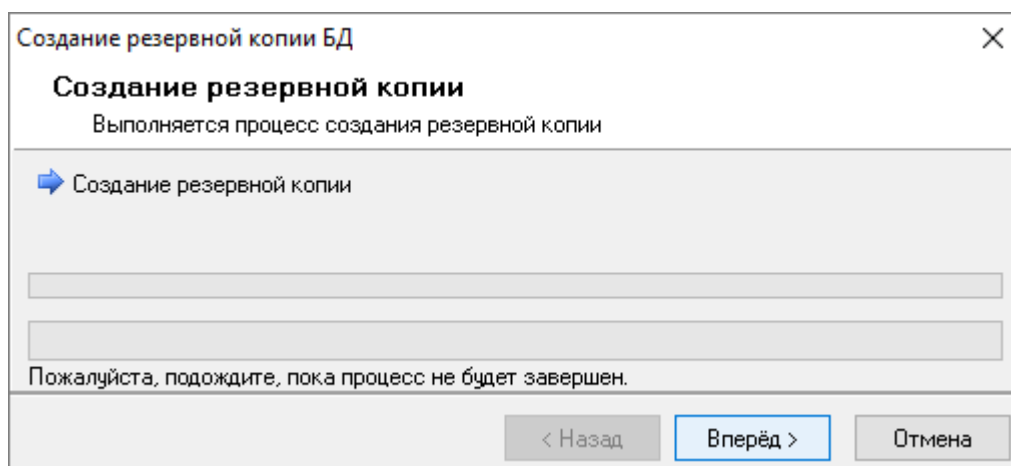 Создание резервной копии БД
Создание резервной копии
Выполняется процесс создания резервной копии
Создание резервной копии
Пожалуйста, подождите, пока процесс не будет завершен.
< Назад
Вперёд >
Отмена